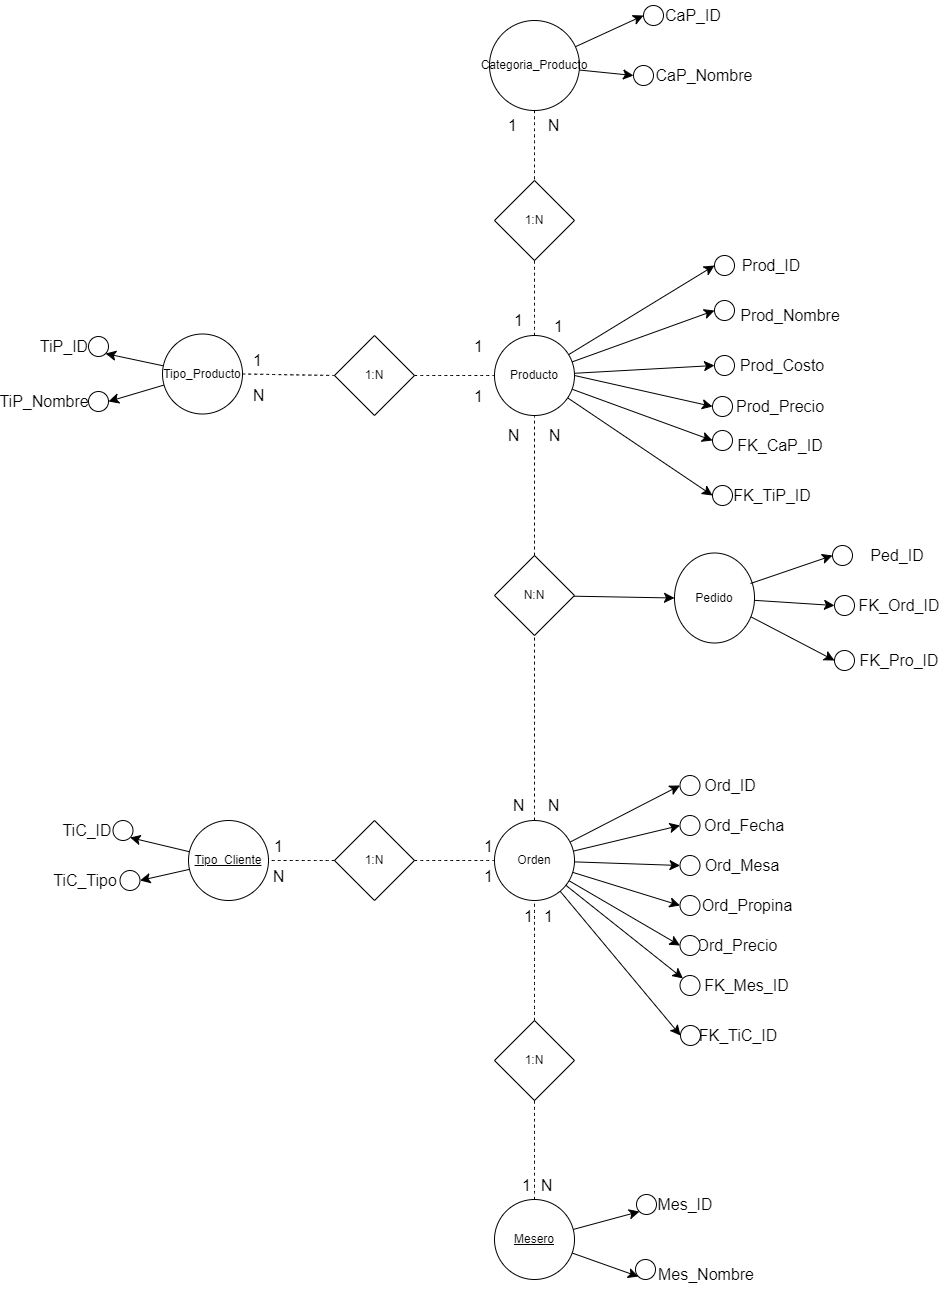 CaP_ID
Categoria_Producto
CaP_Nombre
1 N
1:N
Prod_ID
Prod_Nombre
1 1
TiP_ID
1
1
Tipo_Producto
1:N
Producto
Prod_Costo
TiP_Nombre
N
1
Prod_Precio
N N
FK_CaP_ID
FK_TiP_ID
Ped_ID
N:N
Pedido
FK_Ord_ID
FK_Pro_ID
Ord_ID
N N
TiC_ID
Ord_Fecha
1
1
Tipo_Cliente
1:N
Orden
Ord_Mesa
TiC_Tipo
N
1
Ord_Propina
1 1
Ord_Precio
FK_Mes_ID
FK_TiC_ID
1:N
1 N
Mes_ID
Mesero
Mes_Nombre